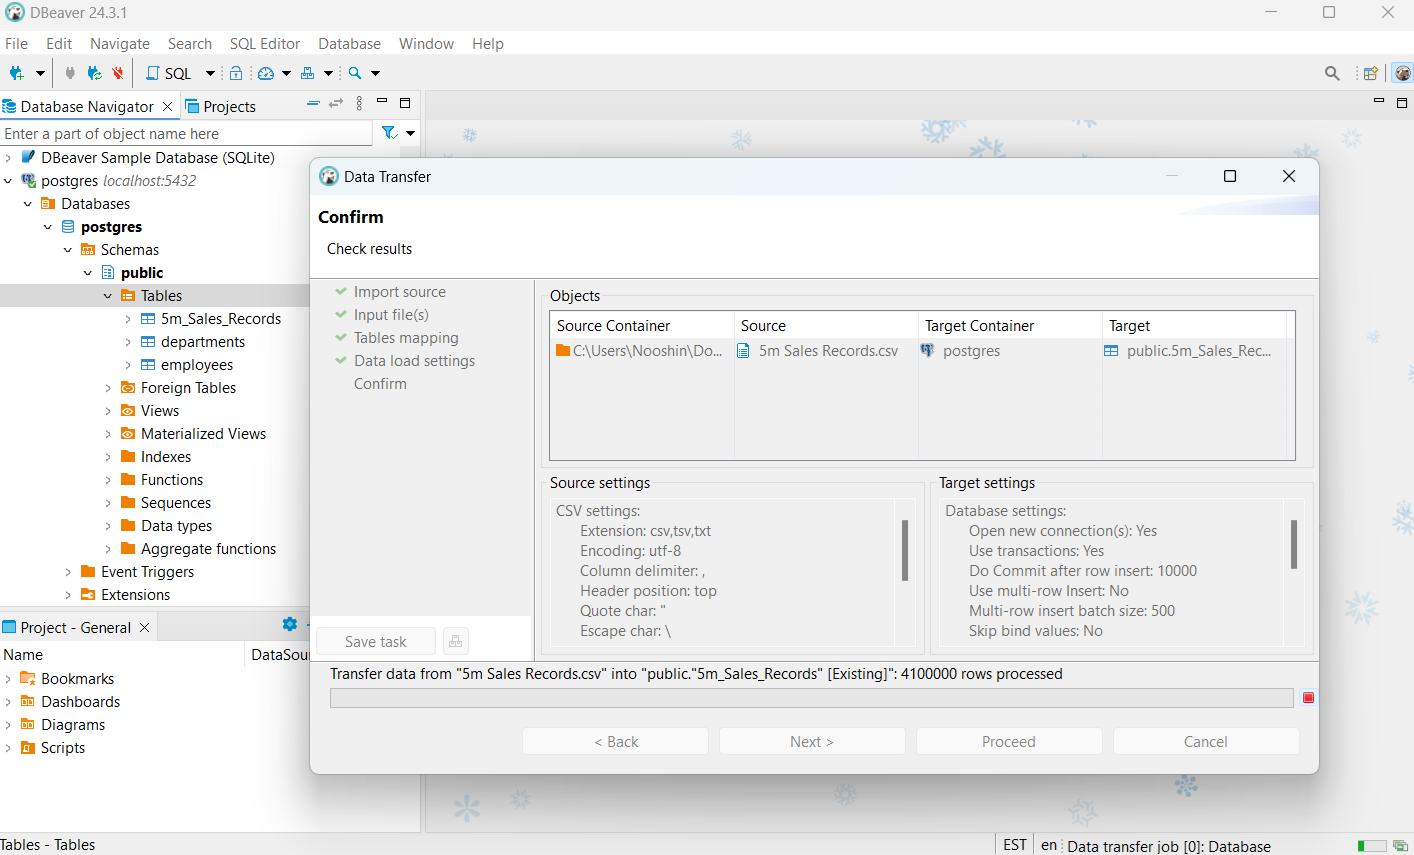 DBeaver 24.3.1
File Edit Navigate Search SQL Editor Database Window Help
SQL
Database Navigator Projects
Enter a part of object name here
DBeaver Sample Database (SQLite)
postgres localhost:5432
Databases
postgres
Schemas
public
Tables
5m_Sales_Records
departments
employees
Foreign Tables
Views
Materialized Views
Indexes
Functions
Sequences
Data types
Aggregate functions
Event Triggers
Extensions
Project - General
Name DataSour
Bookmarks
Dashboards
Diagrams
Scripts
Data Transfer
Confirm
Check results
Import source
Input file(s)
Tables mapping
Data load settings
Confirm
Save task
Objects
Source Container Source Target Container Target
C:\Users\Nooshin\Do... 5m Sales Records.csv postgres public.5m_Sales_Rec...
Source settings
CSV settings:
Extension: csv,tsv,txt
Encoding: utf-8
Column delimiter: ,
Header position: top
Quote char: "
Escape char: \
Target settings
Database settings:
Open new connection(s): Yes
Use transactions: Yes
Do Commit after row insert: 10000
Use multi-row Insert: No
Multi-row insert batch size: 500
Skip bind values: No
Transfer data from "5m Sales Records.csv" into "public."5m_Sales_Records" [Existing]": 4100000 rows processed
< Back Next > Proceed Cancel
Tables - Tables EST en Data transfer job [0]: Database